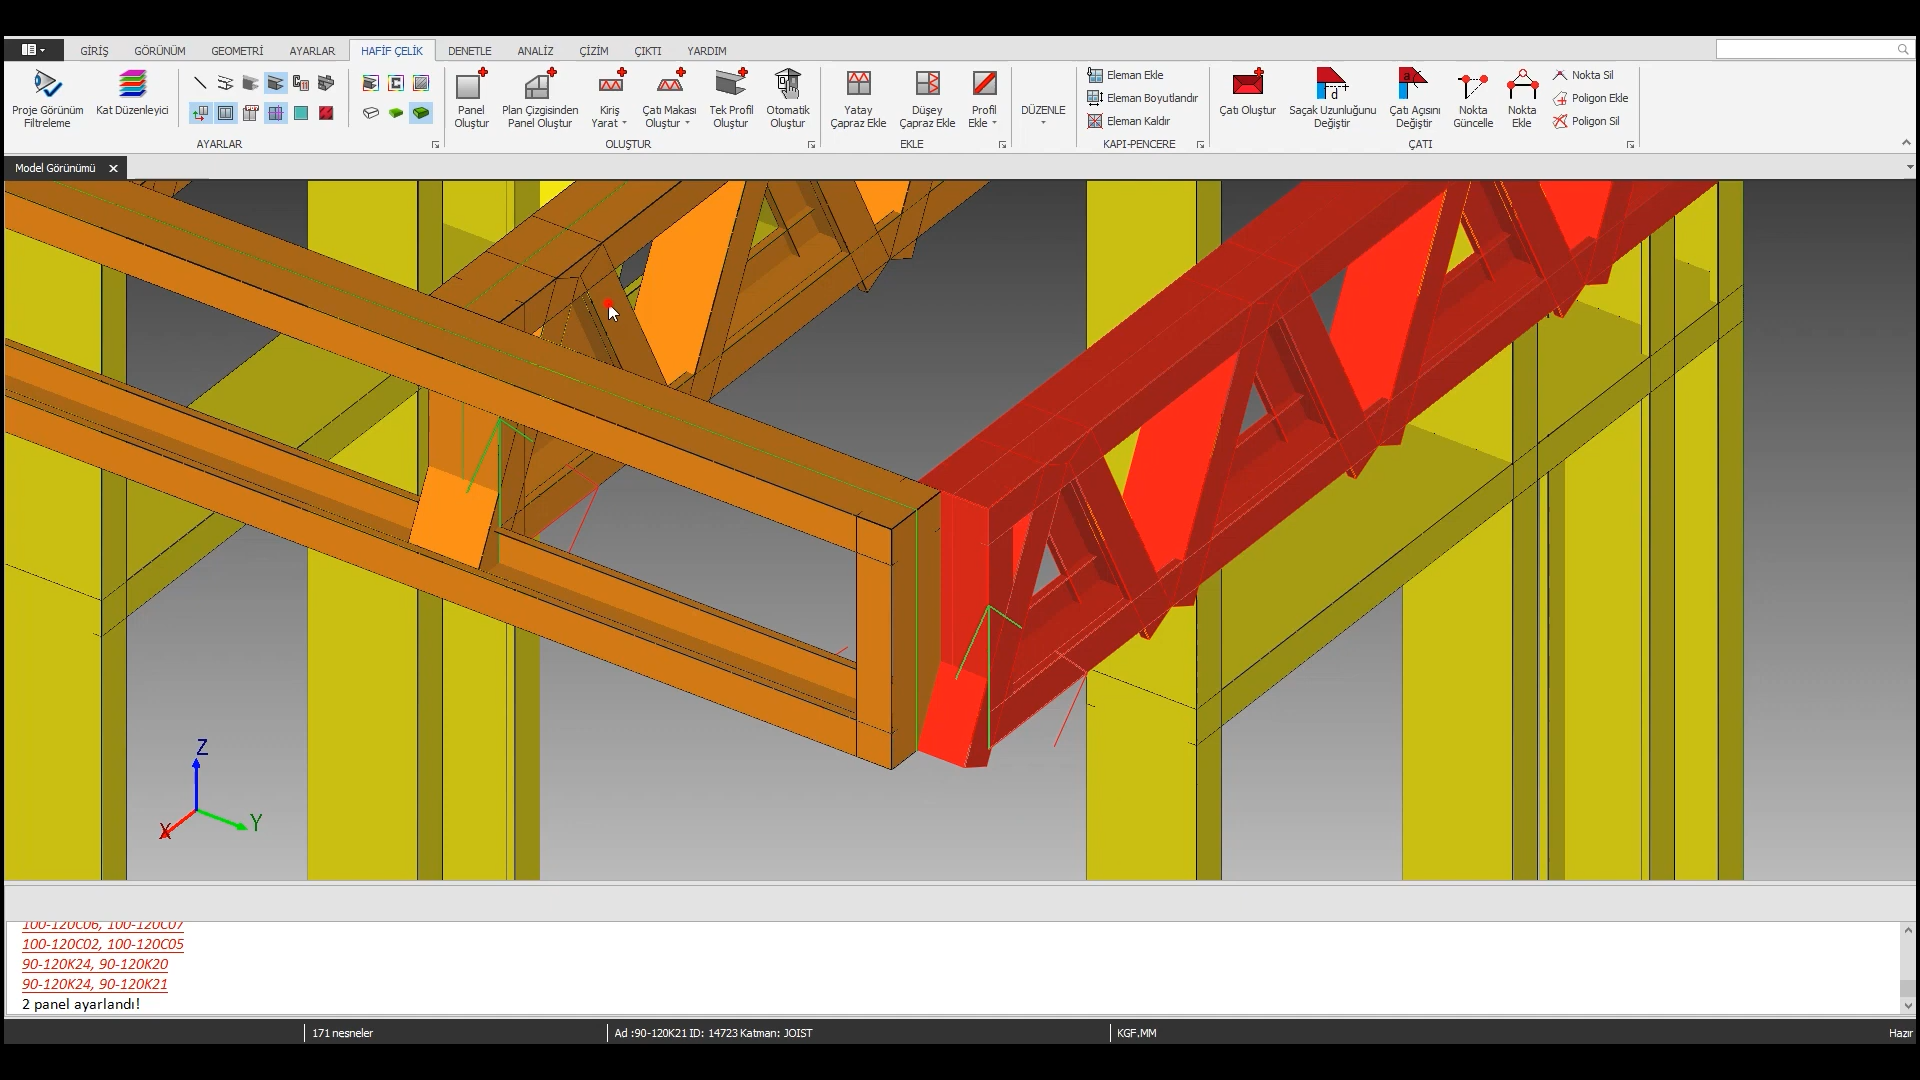 GİRİŞ GÖRÜNÜM GEOMETRİ AYARLAR HAFİF ÇELİK DENETLE ANALİZ ÇİZİM ÇIKTI YARDIM
Proje Görünüm Filtreleme
Kat Düzenleyici
AYARLAR
Panel Oluştur
Plan Çizgisinden Panel Oluştur
Kiriş Yarat
Çatı Makası Oluştur
Tek Profil Oluştur
Otomatik Oluştur
OLUŞTUR
Yatay Çapraz Ekle
Düşey Çapraz Ekle
Profil Ekle
EKLE
DÜZENLE
Eleman Ekle
Eleman Boyutlandır
Eleman Kaldır
KAPI-PENCERE
Çatı Oluştur
Saçak Uzunluğunu Değiştir
Çatı Açısını Değiştir
Nokta Güncelle
Nokta Ekle
Nokta Sil
Poligon Ekle
Poligon Sil
ÇATI
Model Görünümü
d
a
Z
X
Y
100-120C06, 100-120C07
100-120C02, 100-120C05
90-120K24, 90-120K20
90-120K24, 90-120K21
2 panel ayarlandı!
171 nesneler
Ad :90-120K21 ID: 14723 Katman: JOIST
KGF.MM
Hazır